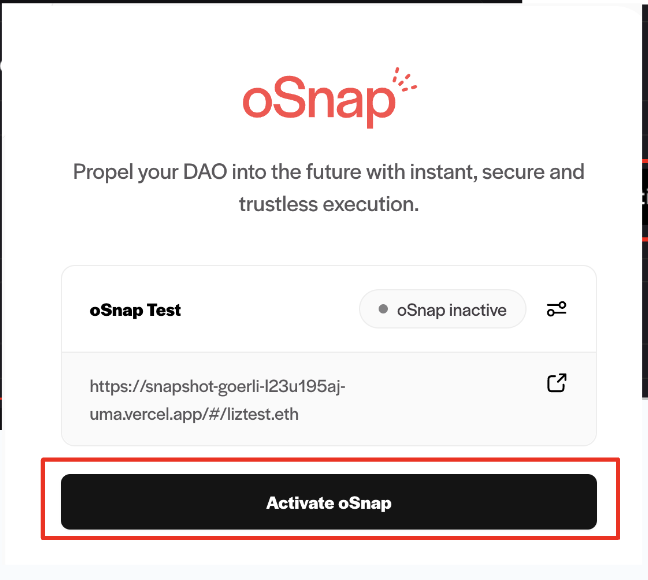 oSnap
Propel your DAO into the future with instant, secure and
trustless execution.
oSnap Test
oSnap inactive
https://snapshot-goerli-l23u195aj-
uma.vercel.app/#/liztest.eth
Activate oSnap